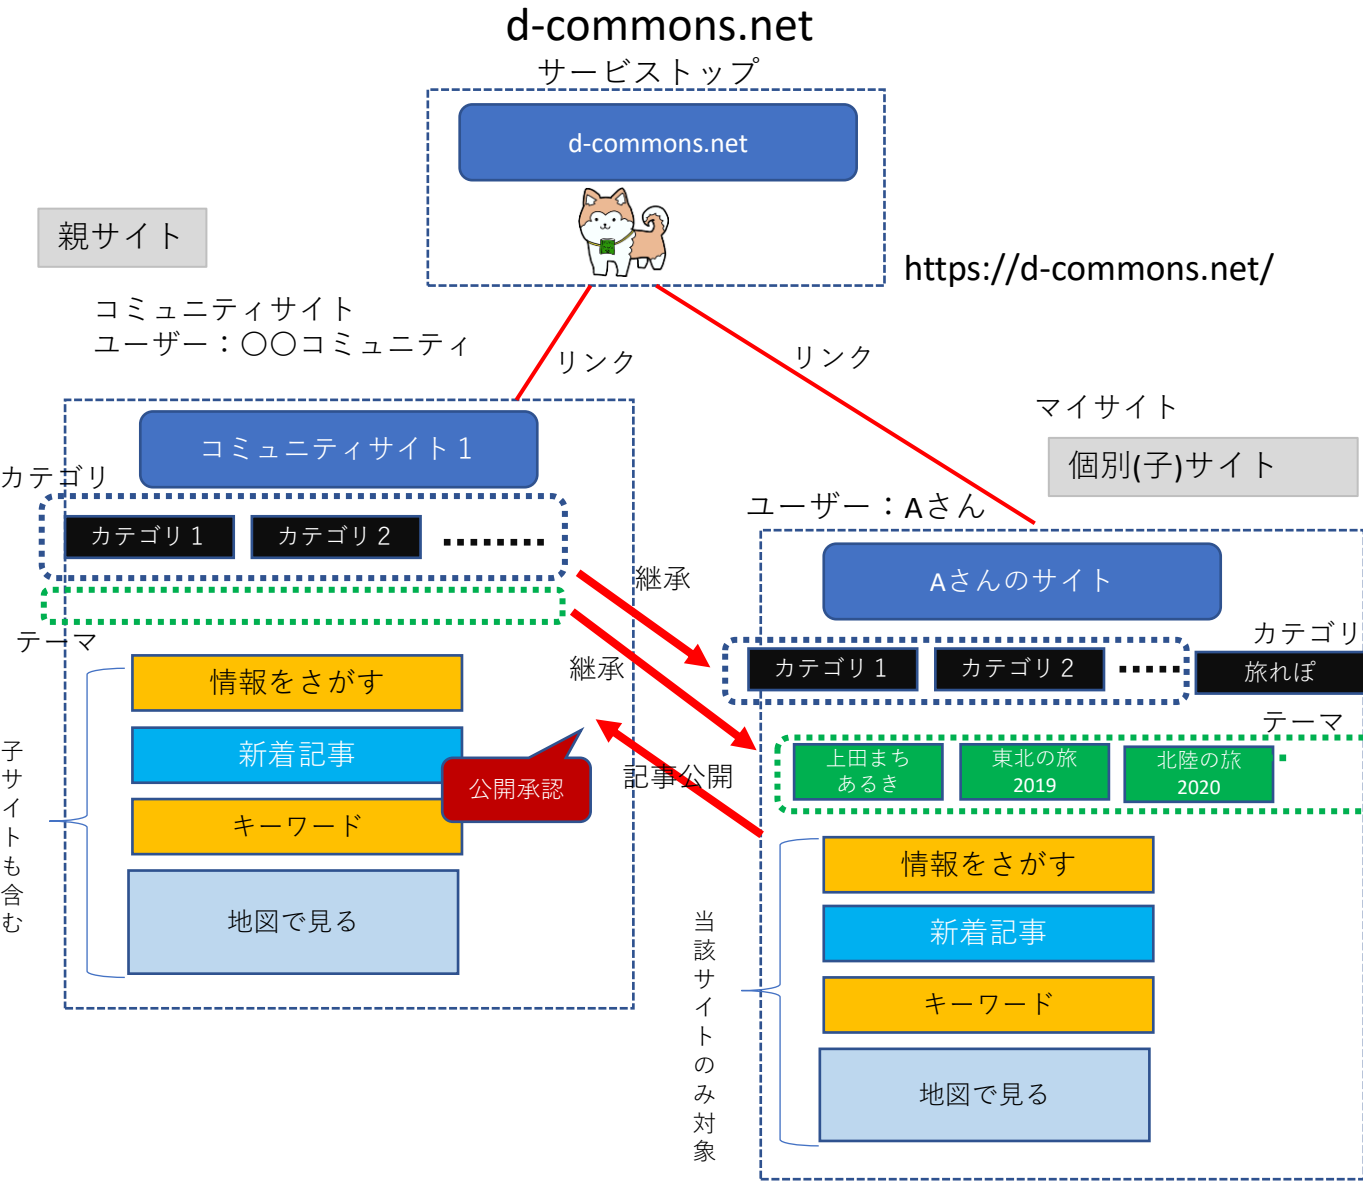 d-commons.net
サービストップ
d-commons.net
親サイト
https://d-commons.net/
コミュニティサイト
ユーザー：〇〇コミュニティ
リンク
リンク
マイサイト
個別(子)サイト
コミュニティサイト１
カテゴリ
カテゴリ１
カテゴリ２
ユーザー：Aさん
継承
Aさんのサイト
テーマ
継承
カテゴリ
カテゴリ１
カテゴリ２
旅れぽ
テーマ
情報をさがす
新着記事
キーワード
地図で見る
子サイトも含む
公開承認
記事公開
上田まち
あるき
東北の旅
2019
北陸の旅
2020
情報をさがす
新着記事
キーワード
地図で見る
当該サイトのみ対象